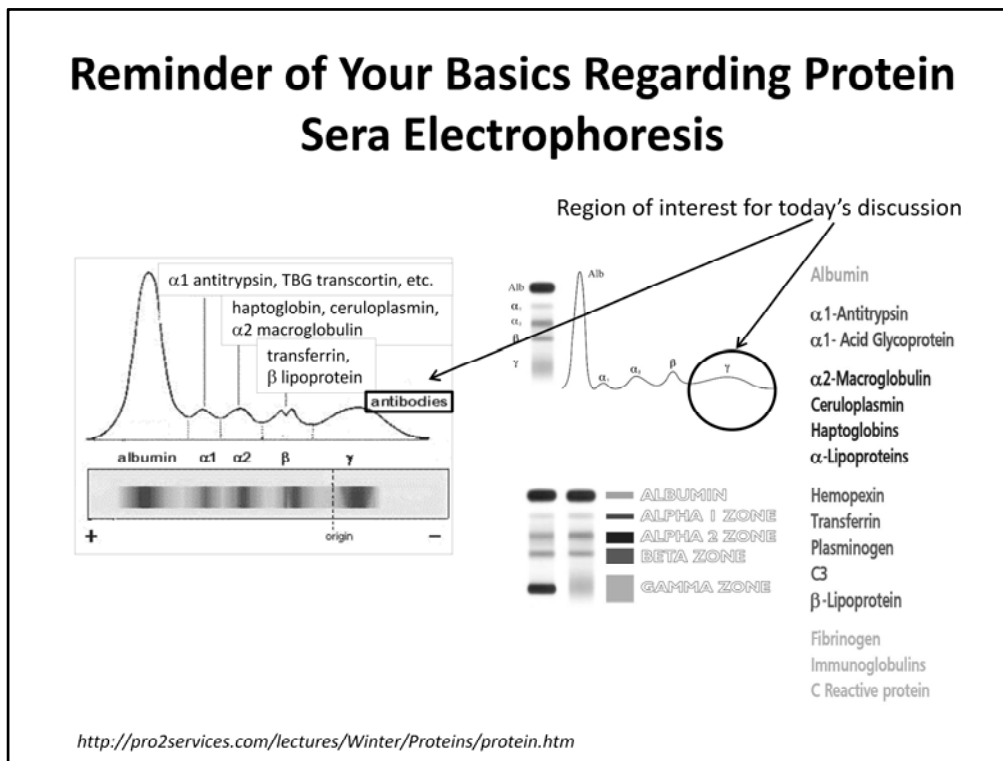 Reminder of Your Basics Regarding Protein
Sera Electrophoresis
Region of interest for today's discussion
α1 antitrypsin, TBG transcortin, etc.
haptoglobin, ceruloplasmin,
α2 macroglobulin
transferrin,
β lipoprotein
antibodies
albumin α1 α2 β γ
+ origin −
Alb
α₁
α₂
β
γ
Alb
α₁ α₂ β γ
ALBUMIN
ALPHA 1 ZONE
ALPHA 2 ZONE
BETA ZONE
GAMMA ZONE
Albumin
α1-Antitrypsin
α1- Acid Glycoprotein
α2-Macroglobulin
Ceruloplasmin
Haptoglobins
α-Lipoproteins
Hemopexin
Transferrin
Plasminogen
C3
β-Lipoprotein
Fibrinogen
Immunoglobulins
C Reactive protein
http://pro2services.com/lectures/Winter/Proteins/protein.htm